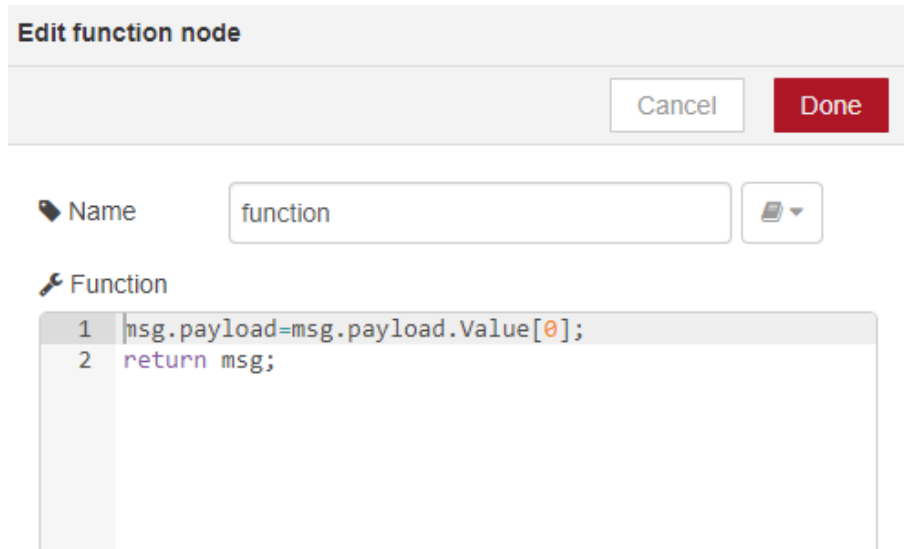 Edit function node
Cancel Done
Name function
Function
1 msg.payload=msg.payload.Value[0];
2 return msg;